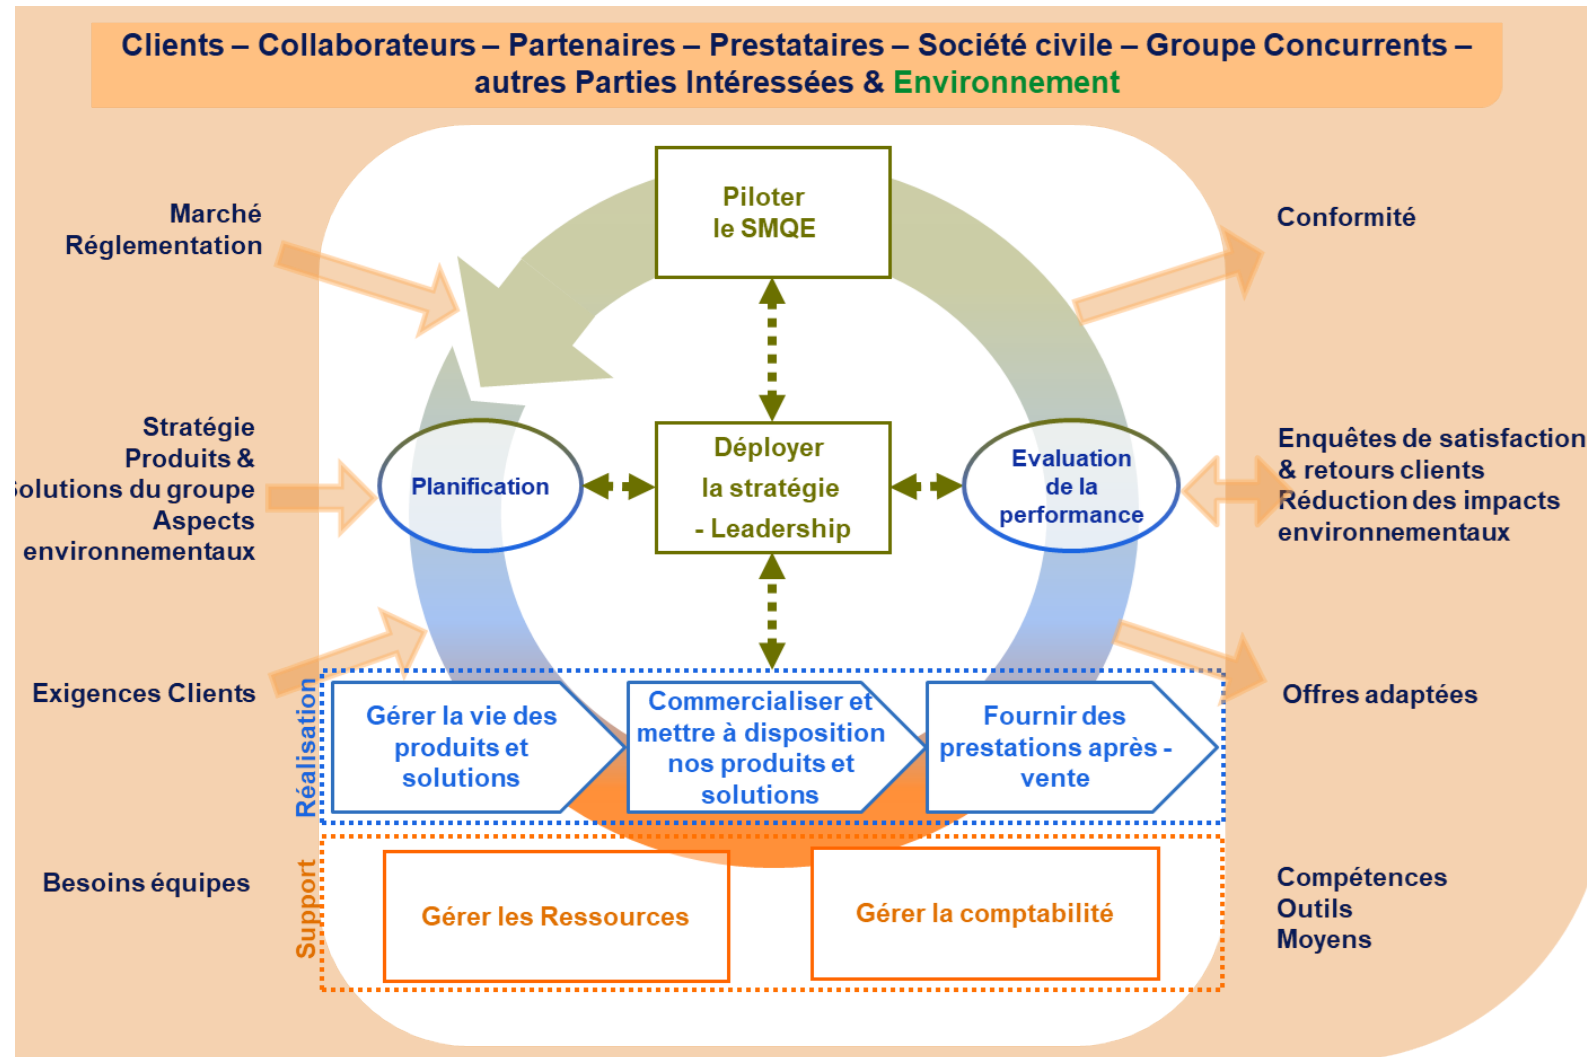 Clients – Collaborateurs – Partenaires – Prestataires – Société civile – Groupe Concurrents –
autres Parties Intéressées & Environnement
Piloter
le SMQE
Marché
Réglementation
Conformité
Stratégie
Produits &
solutions du groupe
Aspects
environnementaux
Planification
Déployer
la stratégie
- Leadership
Evaluation
de la
performance
Enquêtes de satisfaction
& retours clients
Réduction des impacts
environnementaux
Exigences Clients
Réalisation
Gérer la vie des
produits et
solutions
Commercialiser et
mettre à disposition
nos produits et
solutions
Fournir des
prestations après -
vente
Offres adaptées
Besoins équipes
Support
Gérer les Ressources
Gérer la comptabilité
Compétences
Outils
Moyens